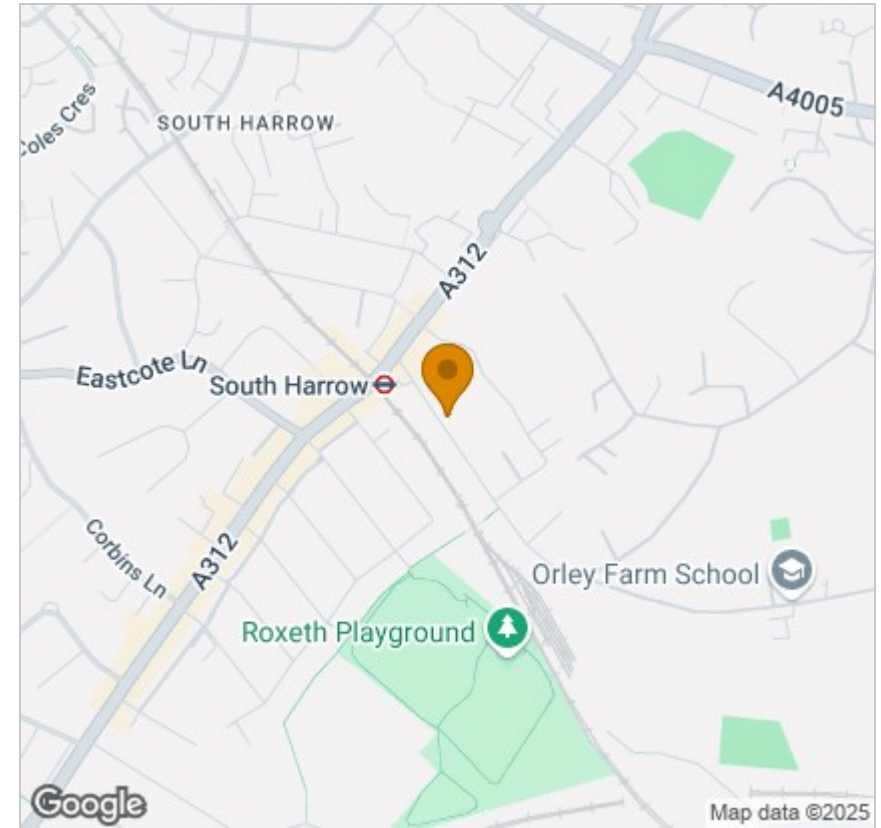 Coles Cres
SOUTH HARROW
A4005
A312
Eastcote Ln
South Harrow
Corbins Ln
A312
Orley Farm School
Roxeth Playground
Google
Map data ©2025